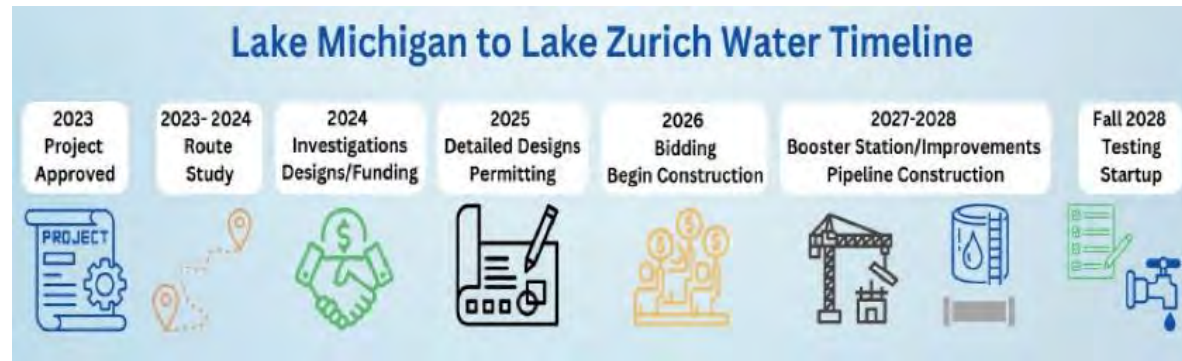 Lake Michigan to Lake Zurich Water Timeline
2023
Project
Approved
2023- 2024
Route
Study
2024
Investigations
Designs/Funding
2025
Detailed Designs
Permitting
2026
Bidding
Begin Construction
2027-2028
Booster Station/Improvements
Pipeline Construction
Fall 2028
Testing
Startup
PROJECT
$
$
$
$